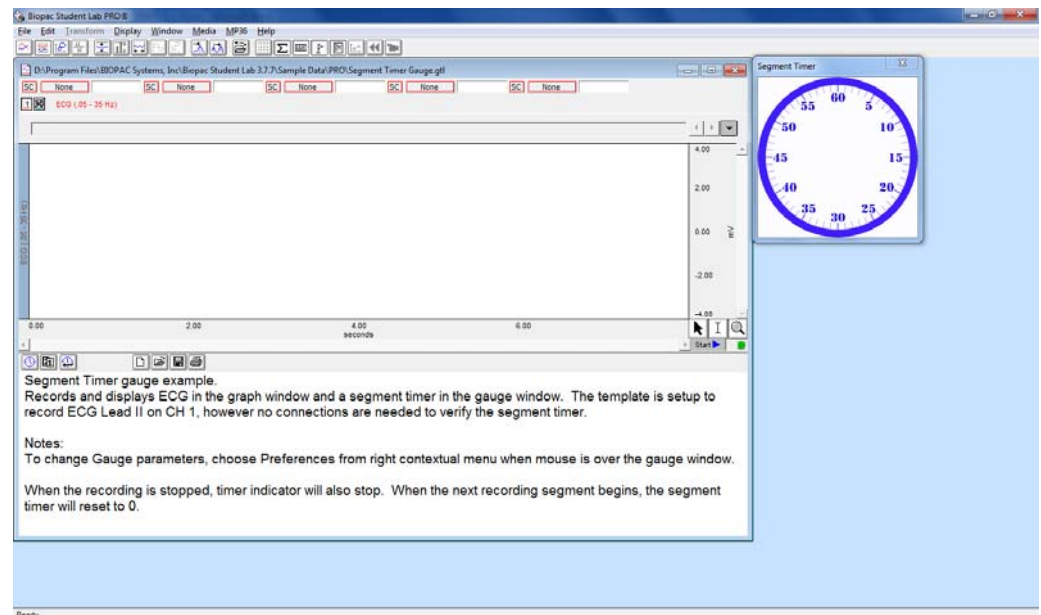 Biopac Student Lab PRO®
File Edit Transform Display Window Media MP36 Help
D:\Program Files\BIOPAC Systems, Inc\Biopac Student Lab 3.7.7\Sample Data\PRO\Segment Timer Gauge.gtl
SC None SC None SC None SC None SC None
1 ECG (.05 - 35 Hz)
4.00
2.00
0.00 mV
-2.00
-4.00
0.00 2.00 4.00 6.00
seconds
Start
Segment Timer gauge example.
Records and displays ECG in the graph window and a segment timer in the gauge window. The template is setup to
record ECG Lead II on CH 1, however no connections are needed to verify the segment timer.
Notes:
To change Gauge parameters, choose Preferences from right contextual menu when mouse is over the gauge window.
When the recording is stopped, timer indicator will also stop. When the next recording segment begins, the segment
timer will reset to 0.
Segment Timer
60
55 5
50 10
45 15
40 20
35 25
30
Ready